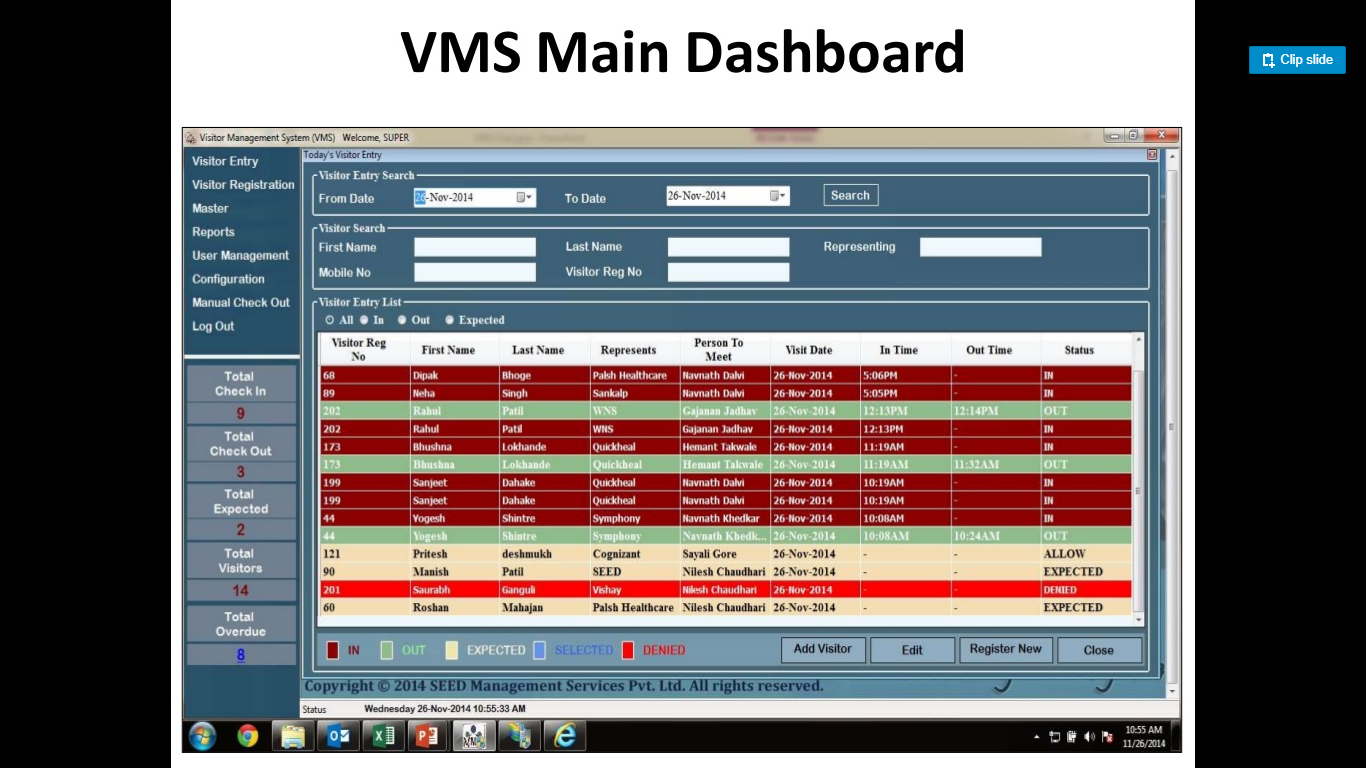 VMS Main Dashboard
Clip slide
Visitor Management System (VMS) Welcome, SUPER
Visitor Entry
Visitor Registration
Master
Reports
User Management
Configuration
Manual Check Out
Log Out
Total
Check In
9
Total
Check Out
3
Total
Expected
2
Total
Visitors
14
Total
Overdue
8
Today's Visitor Entry
Visitor Entry Search
From Date 26-Nov-2014 To Date 26-Nov-2014 Search
Visitor Search
First Name Last Name Representing
Mobile No Visitor Reg No
Visitor Entry List
All In Out Expected
Visitor Reg No First Name Last Name Represents Person To Meet Visit Date In Time Out Time Status
68 Dipak Bhoge Palsh Healthcare Navnath Dalvi 26-Nov-2014 5:06PM - IN
89 Neha Singh Sankalp Navnath Dalvi 26-Nov-2014 5:05PM - IN
202 Rahul Patil WNS Gajanan Jadhav 26-Nov-2014 12:13PM 12:14PM OUT
202 Rahul Patil WNS Gajanan Jadhav 26-Nov-2014 12:13PM - IN
173 Bhushna Lokhande Quickheal Hemant Takwale 26-Nov-2014 11:19AM - IN
173 Bhushna Lokhande Quickheal Hemant Takwale 26-Nov-2014 11:19AM 11:32AM OUT
199 Sanjeet Dahake Quickheal Navnath Dalvi 26-Nov-2014 10:19AM - IN
199 Sanjeet Dahake Quickheal Navnath Dalvi 26-Nov-2014 10:19AM - IN
44 Yogesh Shintre Symphony Navnath Khedkar 26-Nov-2014 10:08AM - IN
44 Yogesh Shintre Symphony Navnath Khedk... 26-Nov-2014 10:08AM 10:24AM OUT
121 Pritesh deshmukh Cognizant Sayali Gore 26-Nov-2014 - - ALLOW
90 Manish Patil SEED Nilesh Chaudhari 26-Nov-2014 - - EXPECTED
201 Saurabh Ganguli Vishay Nilesh Chaudhari 26-Nov-2014 - - DENIED
60 Roshan Mahajan Palsh Healthcare Nilesh Chaudhari 26-Nov-2014 - - EXPECTED
IN OUT EXPECTED SELECTED DENIED Add Visitor Edit Register New Close
Copyright © 2014 SEED Management Services Pvt. Ltd. All rights reserved.
Status Wednesday 26-Nov-2014 10:55:33 AM
10:55 AM
11/26/2014